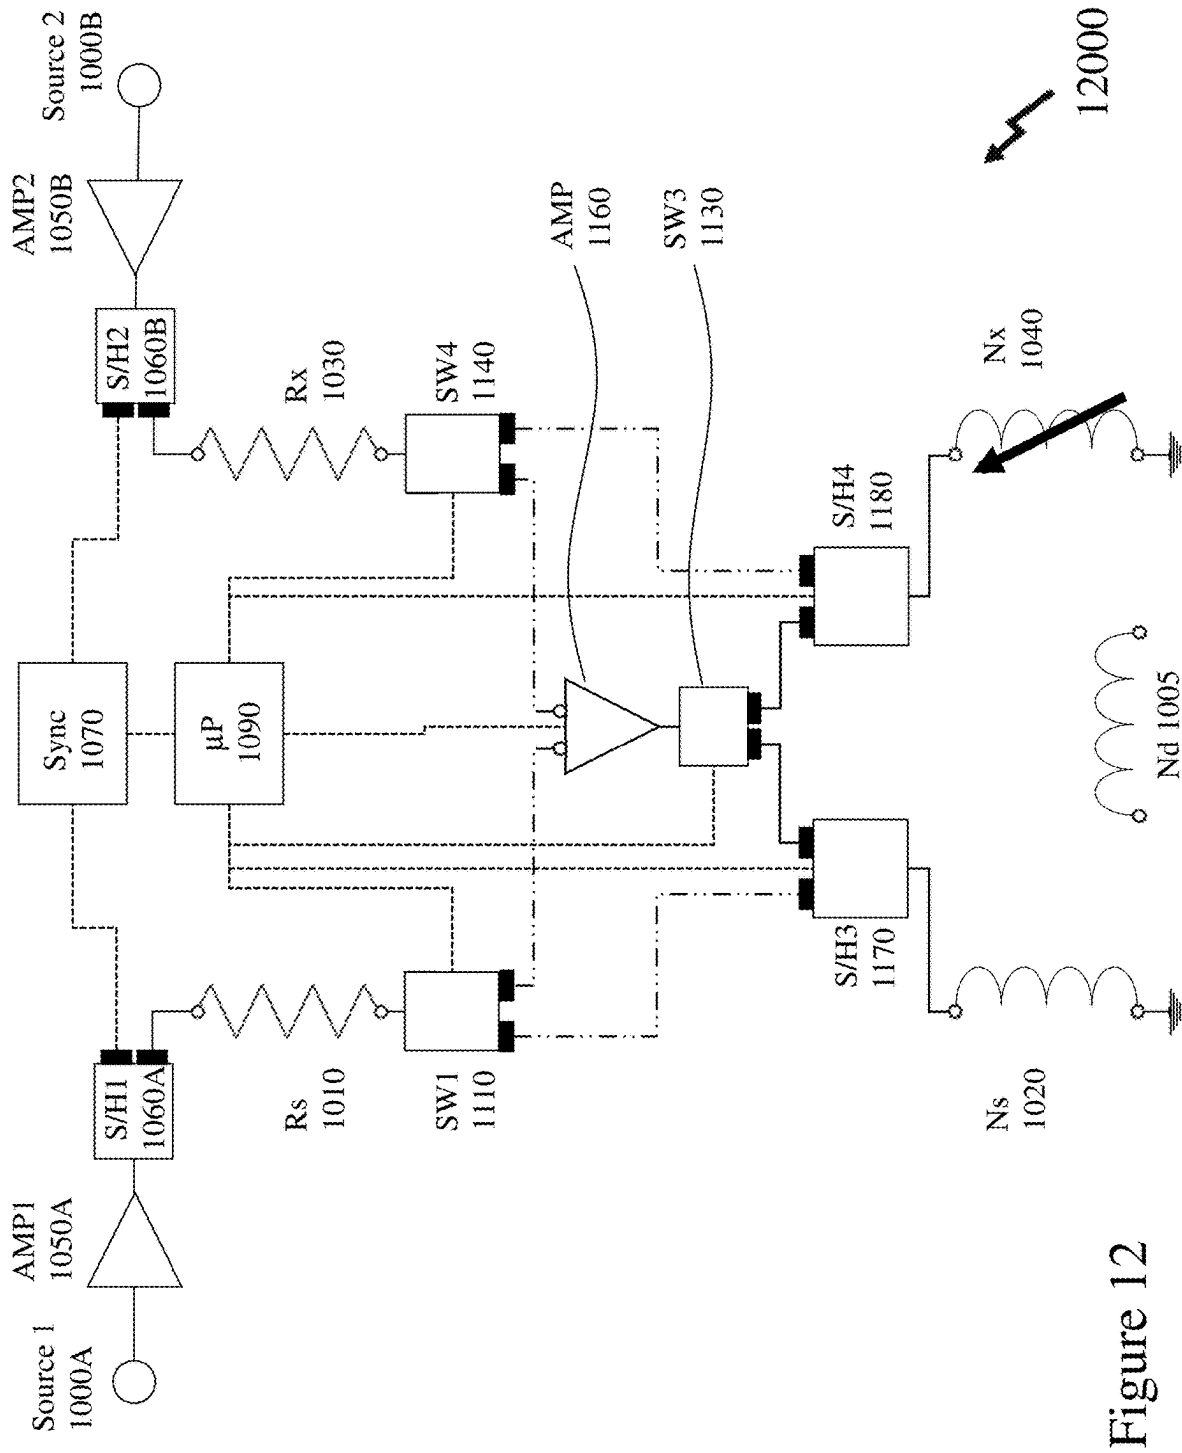 Source 1
1000A
AMP1
1050A
S/H1
1060A
Sync
1070
S/H2
1060B
AMP2
1050B
Source 2
1000B
µP
1090
Rs
1010
Rx
1030
SW1
1110
SW4
1140
AMP
1160
SW3
1130
S/H3
1170
S/H4
1180
Ns
1020
Nx
1040
Nd 1005
12000
Figure 12